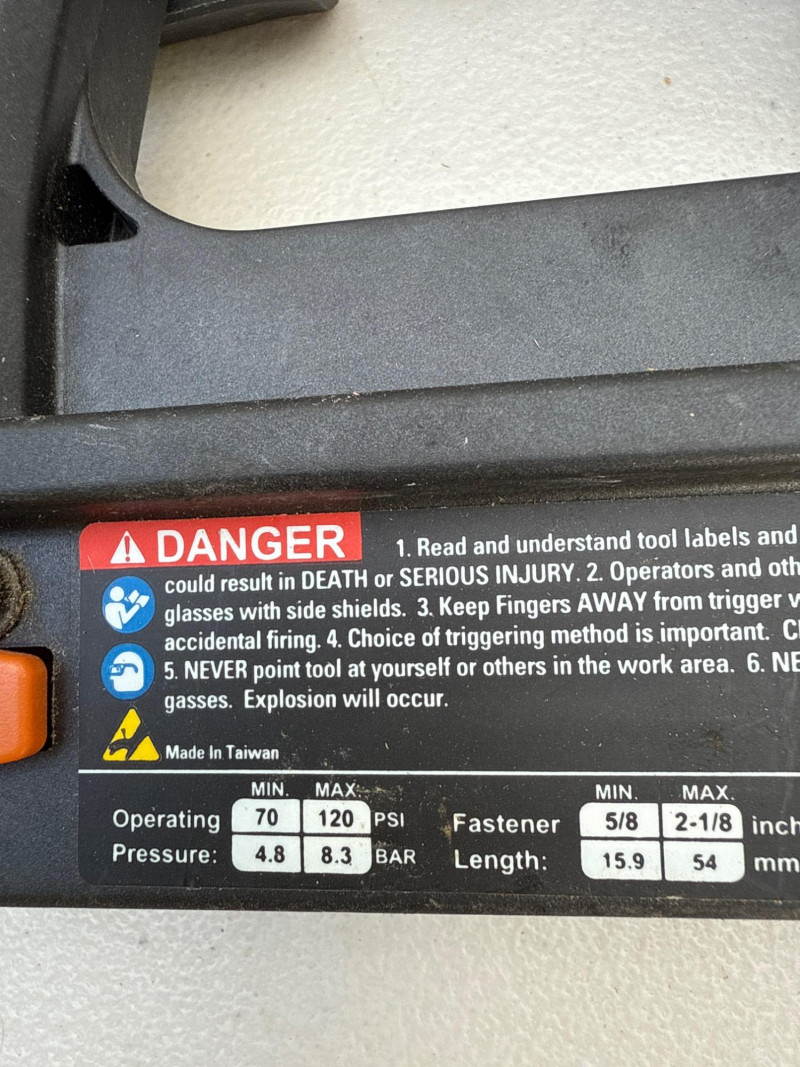 DANGER
1. Read and understand tool labels and
could result in DEATH or SERIOUS INJURY. 2. Operators and oth
glasses with side shields. 3. Keep Fingers AWAY from trigger
accidental firing. 4. Choice of triggering method is important. C
5. NEVER point tool at yourself or others in the work area. 6. NE
gasses. Explosion will occur.
Made In Taiwan
MIN. MAX. MIN. MAX.
Operating 70 120 PSI Fastener 5/8 2-1/8 inch
Pressure: 4.8 8.3 BAR Length: 15.9 54 mm